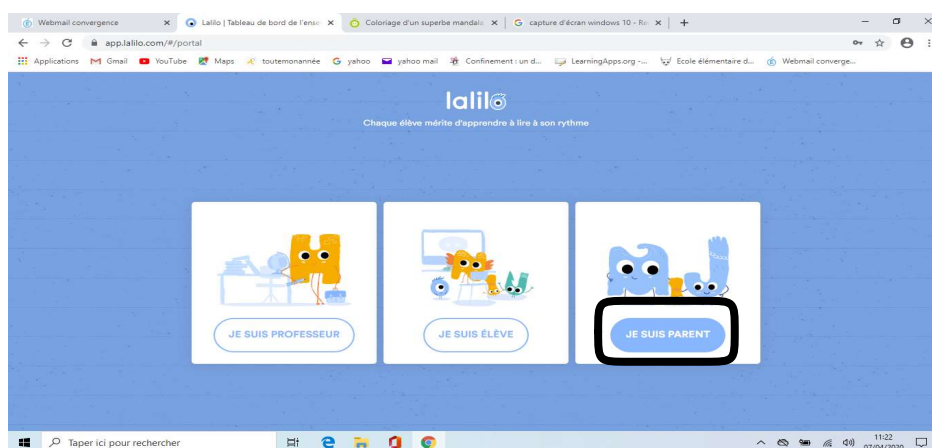 Webmail convergence
Lalilo | Tableau de bord de l'ense
Coloriage d'un superbe mandala
capture d'écran windows 10 - Re
app.lalilo.com/#/portal
Applications Gmail YouTube Maps toutemonannée yahoo yahoo mail Confinement : un d... LearningApps.org -... Ecole élémentaire d... Webmail converge...
lalilo
Chaque élève mérite d'apprendre à lire à son rythme
JE SUIS PROFESSEUR
JE SUIS ÉLÈVE
JE SUIS PARENT
Taper ici pour rechercher
11:22
07/04/2020